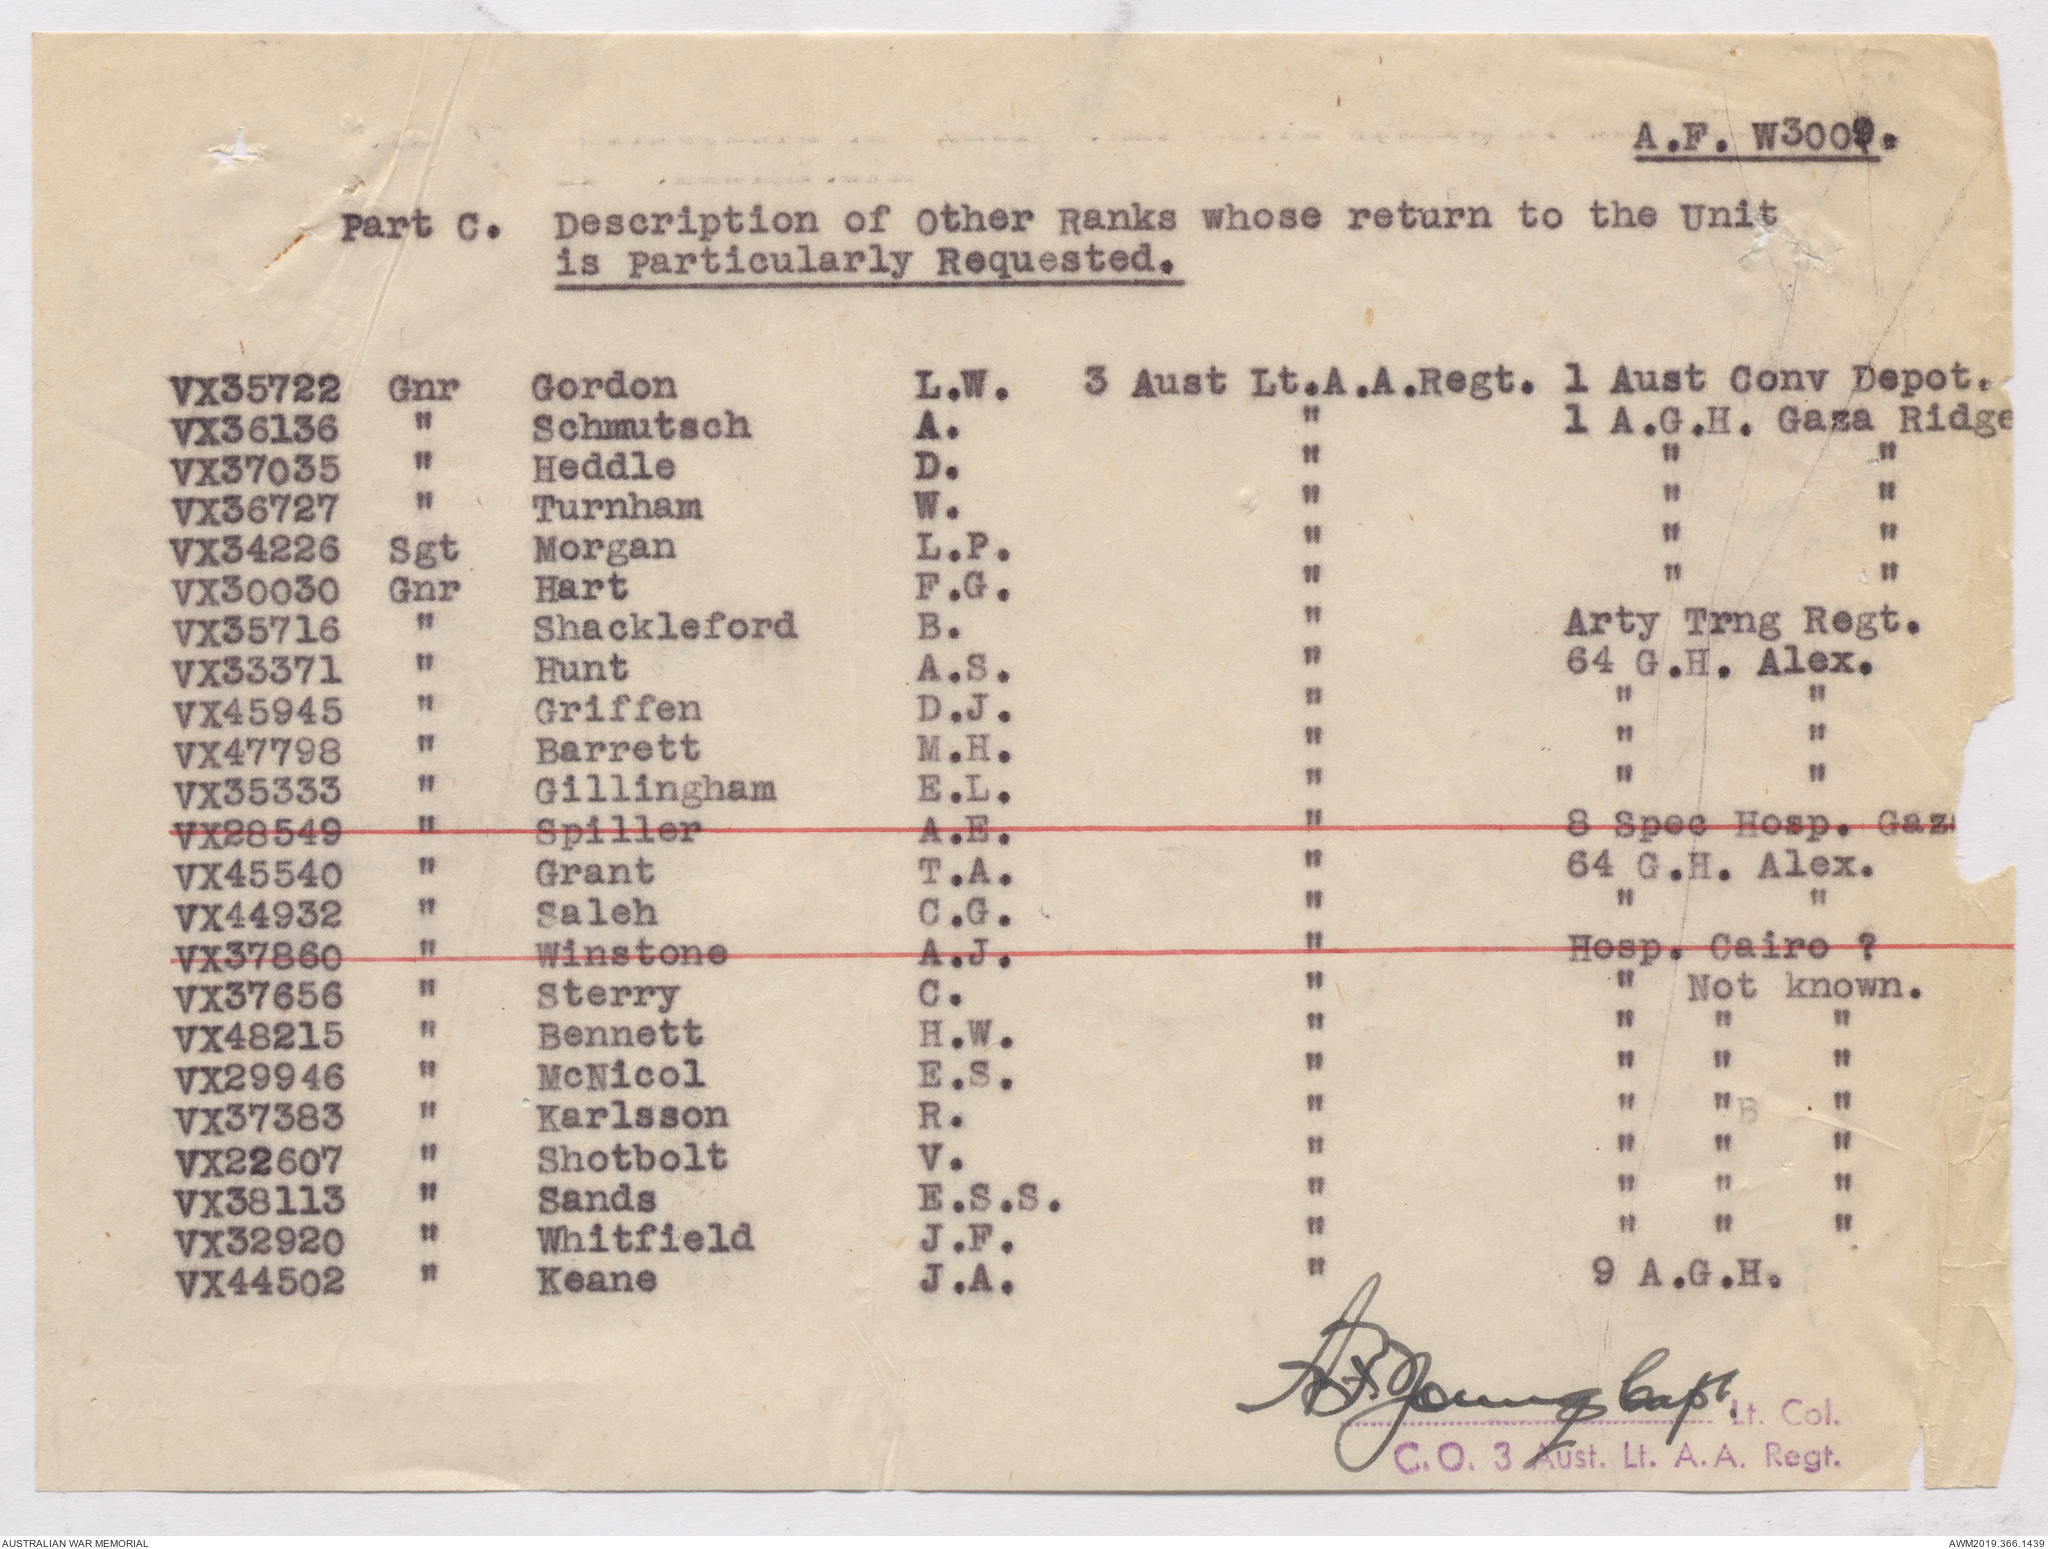 A.F. W3009.
Part C. Description of Other Ranks whose return to the Unit
is Particularly Requested.
VX35722 Gnr Gordon L.W. 3 Aust Lt.A.A.Regt. 1 Aust Conv Depot.
VX36136 " Schmutsch A. " 1 A.G.H. Gaza Ridge
VX37035 " Heddle D. " " "
VX36727 " Turnham W. " " "
VX34226 Sgt Morgan L.P. " " "
VX30030 Gnr Hart F.G. " " "
VX35716 " Shackleford B. " Arty Trng Regt.
VX33371 " Hunt A.S. " 64 G.H. Alex.
VX45945 " Griffen D.J. " " "
VX47798 " Barrett M.H. " " "
VX35333 " Gillingham E.L. " " "
VX28549 " Spiller A.E. " 8 Spec Hosp. Gaza
VX45540 " Grant T.A. " 64 G.H. Alex.
VX44932 " Saleh C.G. " " "
VX37860 " Winstone A.J. " Hosp. Cairo ?
VX37656 " Sterry C. " " Not known.
VX48215 " Bennett H.W. " " " "
VX29946 " McNicol E.S. " " " "
VX37383 " Karlsson R. " " " B "
VX22607 " Shotbolt V. " " " "
VX38113 " Sands E.S.S. " " " "
VX32920 " Whitfield J.F. " " " "
VX44502 " Keane J.A. " 9 A.G.H.
Young Capt. Lt. Col.
C.O. 3 Aust. Lt. A.A. Regt.
AUSTRALIAN WAR MEMORIAL AWM2019.366.1439